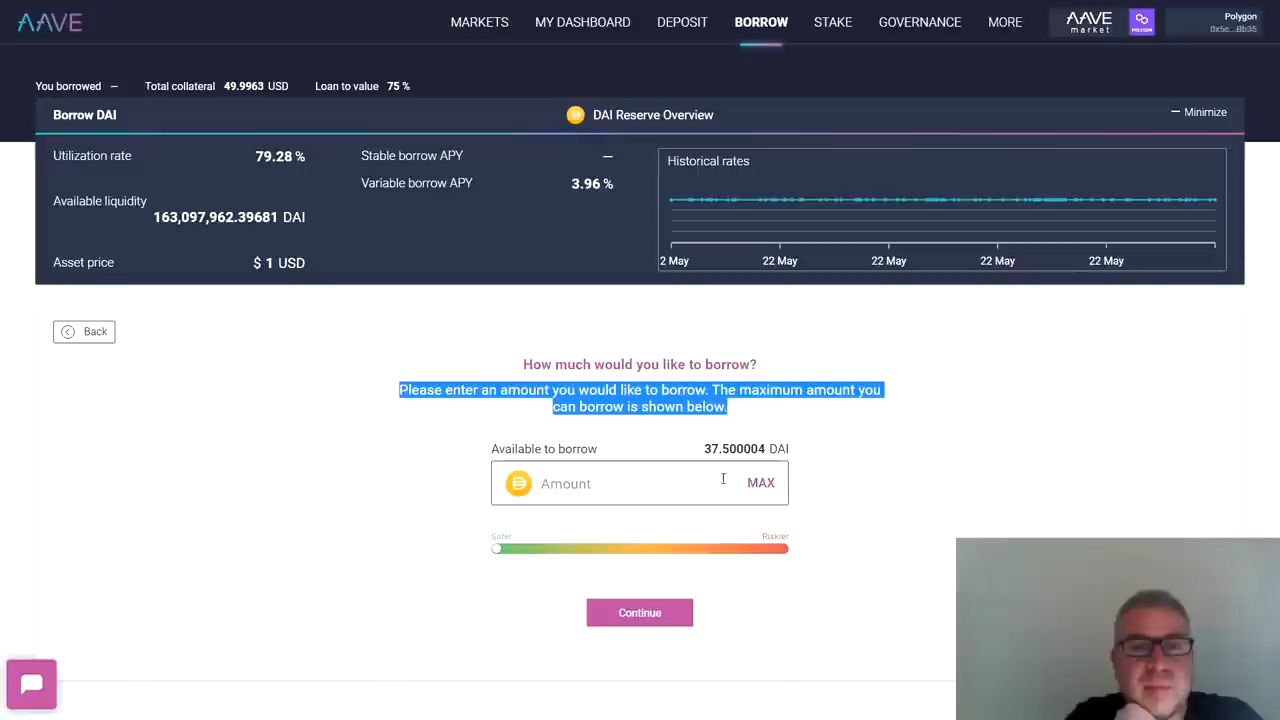 AAVE
MARKETS
MY DASHBOARD
DEPOSIT
BORROW
STAKE
GOVERNANCE
MORE
AAVE
market
POLYGON
Polygon
0x5c...Bb35
You borrowed –
Total collateral 49.9963 USD
Loan to value 75 %
Borrow DAI
DAI Reserve Overview
– Minimize
Utilization rate 79.28 %
Available liquidity
163,097,962.39681 DAI
Asset price $ 1 USD
Stable borrow APY –
Variable borrow APY 3.96 %
Historical rates
2 May
22 May
22 May
22 May
22 May
Back
How much would you like to borrow?
Please enter an amount you would like to borrow. The maximum amount you
can borrow is shown below.
Available to borrow 37.500004 DAI
Amount MAX
Safer
Riskier
Continue